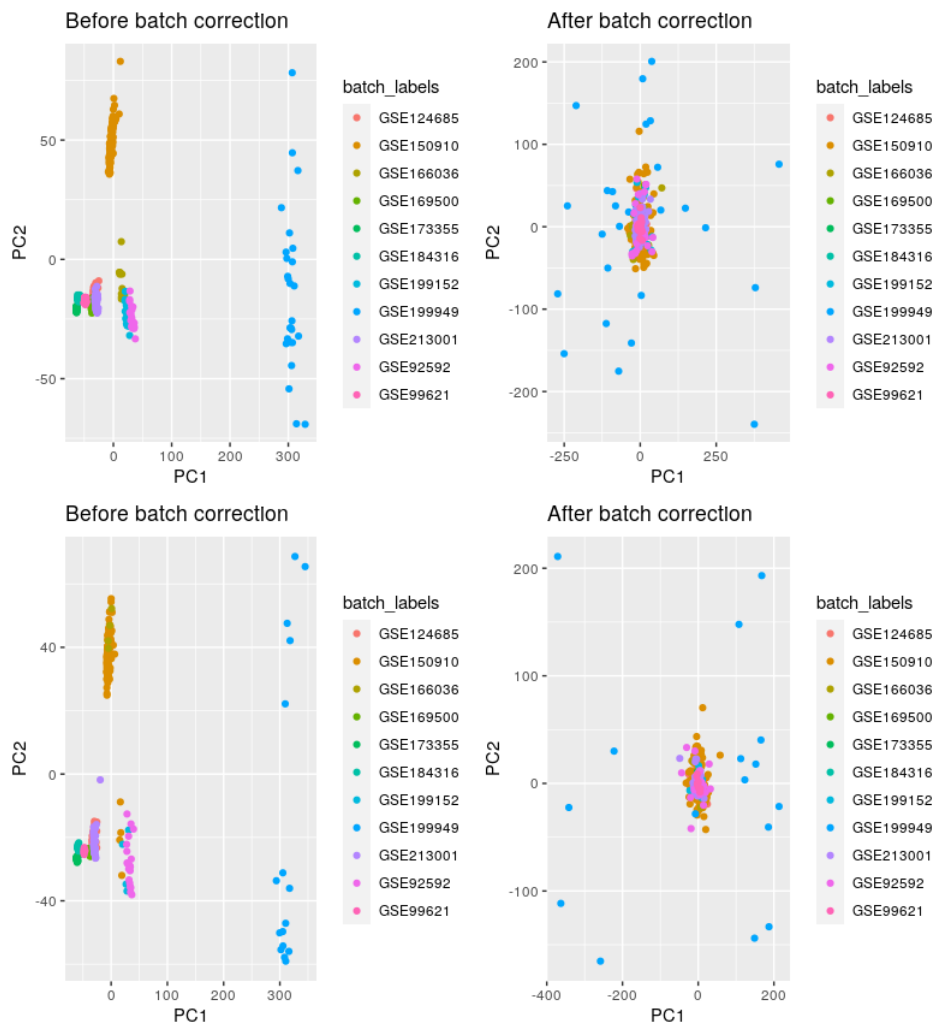 Before batch correction
50
0
-50
0
100
200
300
PC1
PC2
batch_labels
GSE124685
GSE150910
GSE166036
GSE169500
GSE173355
GSE184316
GSE199152
GSE199949
GSE213001
GSE92592
GSE99621
After batch correction
200
100
0
-100
-200
-250
0
250
PC1
PC2
batch_labels
GSE124685
GSE150910
GSE166036
GSE169500
GSE173355
GSE184316
GSE199152
GSE199949
GSE213001
GSE92592
GSE99621
Before batch correction
40
0
-40
0
100
200
300
PC1
PC2
batch_labels
GSE124685
GSE150910
GSE166036
GSE169500
GSE173355
GSE184316
GSE199152
GSE199949
GSE213001
GSE92592
GSE99621
After batch correction
200
100
0
-100
-400
-200
0
200
PC1
PC2
batch_labels
GSE124685
GSE150910
GSE166036
GSE169500
GSE173355
GSE184316
GSE199152
GSE199949
GSE213001
GSE92592
GSE99621